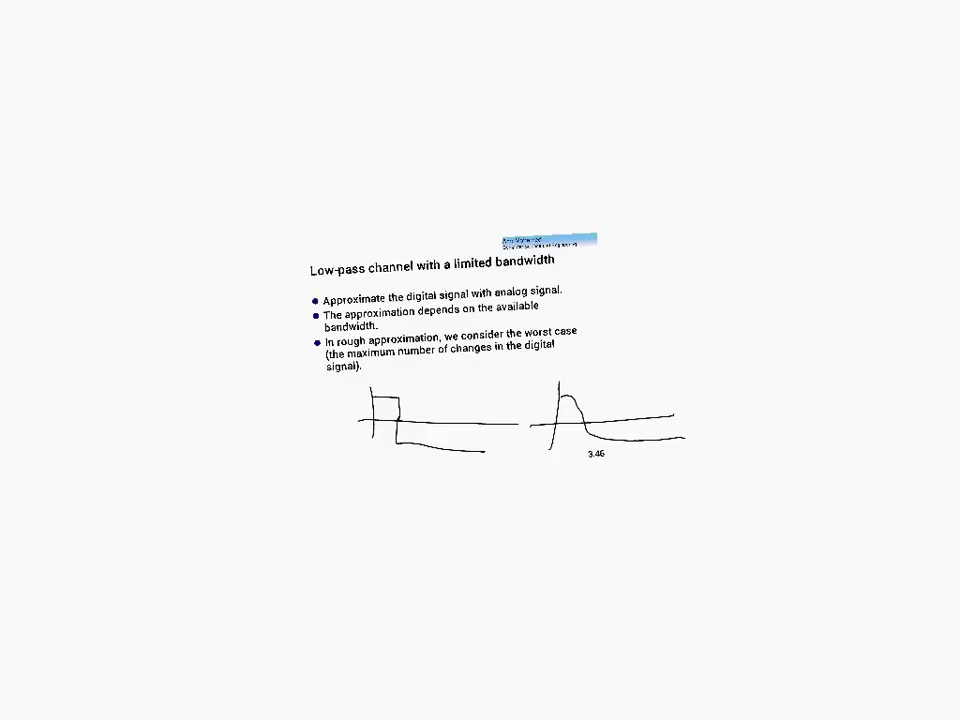 Low-pass channel with a limited bandwidth
Approximate the digital signal with analog signal.
The approximation depends on the available
bandwidth.
In rough approximation, we consider the worst case
(the maximum number of changes in the digital
signal).
3.46